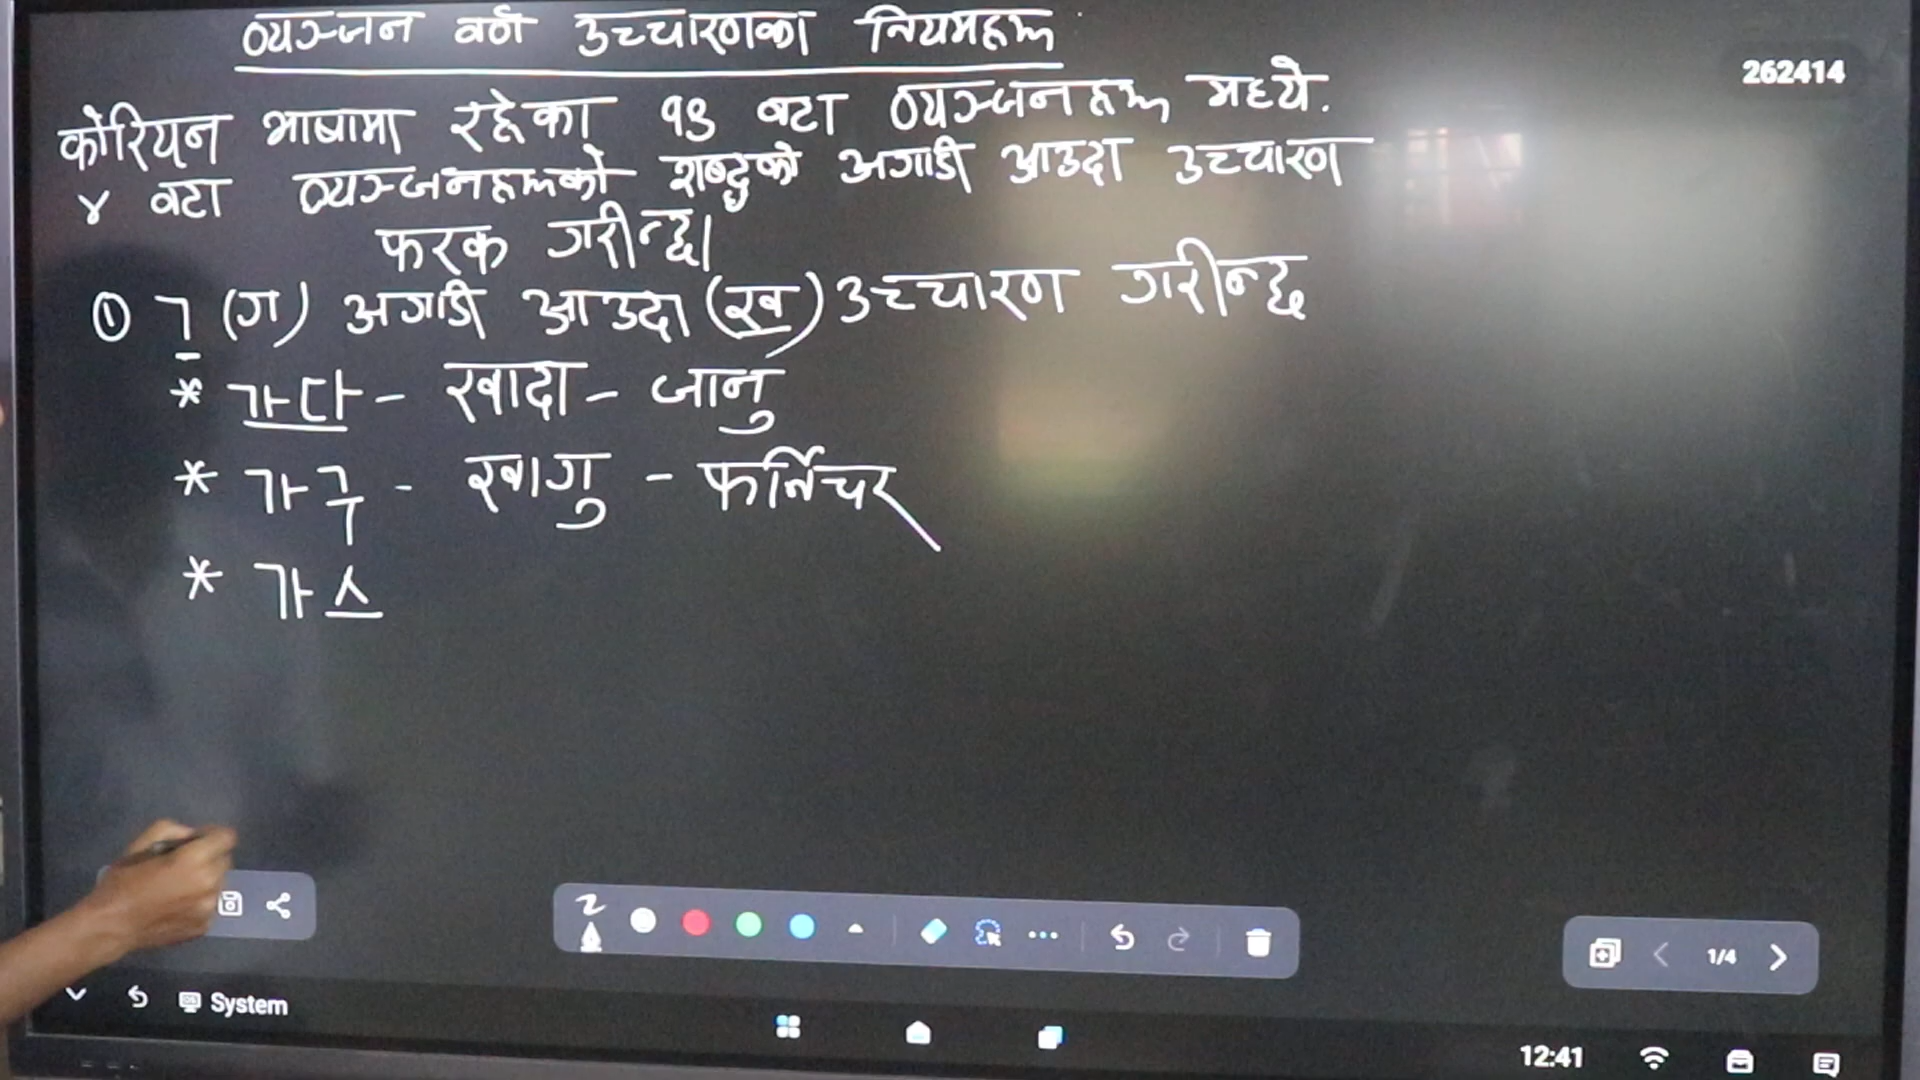 व्यञ्जन वर्ण उच्चारणका नियमहरू
262414
कोरियन भाषामा रहेका १९ वटा व्यञ्जनहरू मध्ये.
४ वटा व्यञ्जनहरूको शब्दको अगाडी आउदा उच्चारण
फरक गरीन्छ।
① ㄱ (ग) अगाडी आउदा (ख) उच्चारण गरीन्छ
* 가다 - खादा - जानु
* 가구 - खागु - फर्निचर
* 가스
1/4
System
12:41